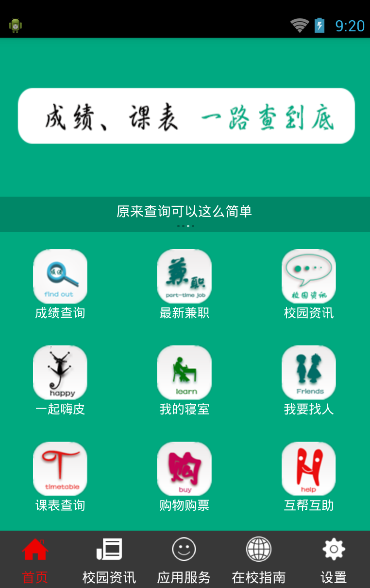 9:20
成绩、课表 一路查到底
原来查询可以这么简单
find out
兼职
part-time job
校园资讯
成绩查询
最新兼职
校园资讯
happy
learn
Friends
一起嗨皮
我的寝室
我要找人
timetable
购
buy
help
课表查询
购物购票
互帮互助
首页
校园资讯
应用服务
在校指南
设置